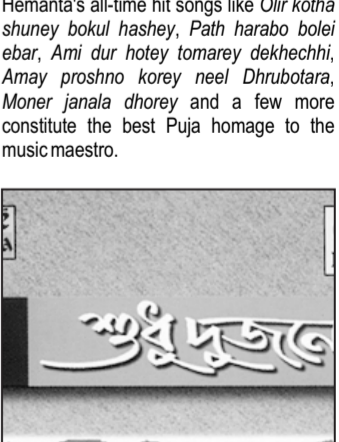 Hemanta's all-time hit songs like Olir kotha
shuney bokul hashey, Path harabo bolei
ebar, Ami dur hotey tomarey dekhechhi,
Amay proshno korey neel Dhrubotara,
Moner janala dhorey and a few more
constitute the best Puja homage to the
music maestro.
শুধু দুজনে